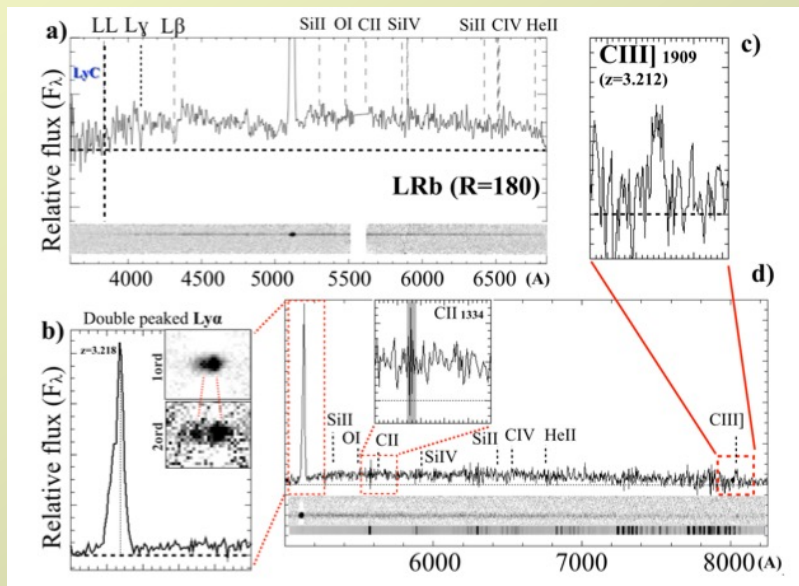 a)
LL Lɣ Lβ SiII OI CII SiIV SiII CIV HeII
LyC
Relative flux (Fλ)
LRb (R=180)
4000 4500 5000 5500 6000 6500 (A)
c)
CIII] 1909
(z=3.212)
b)
Double peaked Lyα
z=3.218
1ord
2ord
Relative flux (Fλ)
d)
CII 1334
SiII
OI
CII
SiIV
SiII
CIV
HeII
CIII]
6000 7000 8000 (A)